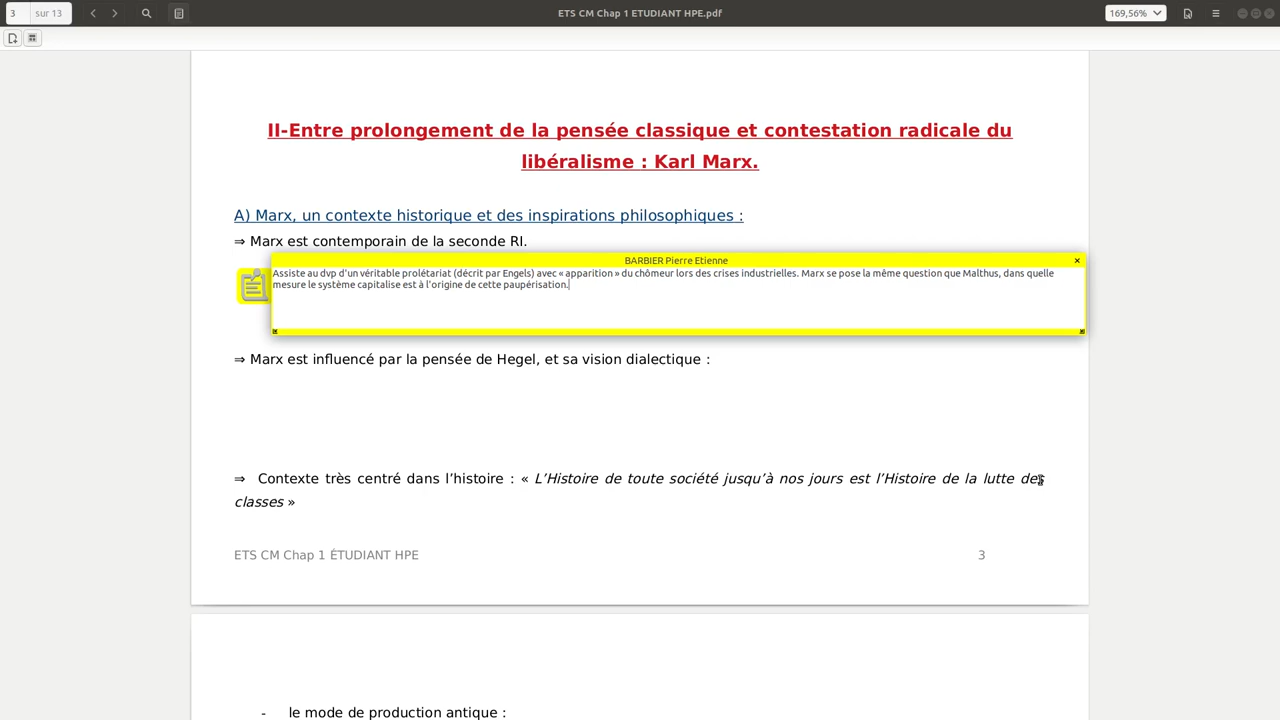 3 sur 13
ETS CM Chap 1 ETUDIANT HPE.pdf
169,56%
II-Entre prolongement de la pensée classique et contestation radicale du
libéralisme : Karl Marx.
A) Marx, un contexte historique et des inspirations philosophiques :
⇒ Marx est contemporain de la seconde RI.
BARBIER Pierre Etienne
Assiste au dvp d'un véritable prolétariat (décrit par Engels) avec « apparition » du chômeur lors des crises industrielles. Marx se pose la même question que Malthus, dans quelle
mesure le système capitalise est à l'origine de cette paupérisation.
⇒ Marx est influencé par la pensée de Hegel, et sa vision dialectique :
⇒ Contexte très centré dans l’histoire : « L’Histoire de toute société jusqu’à nos jours est l’Histoire de la lutte des
classes »
ETS CM Chap 1 ÉTUDIANT HPE 3
- le mode de production antique :